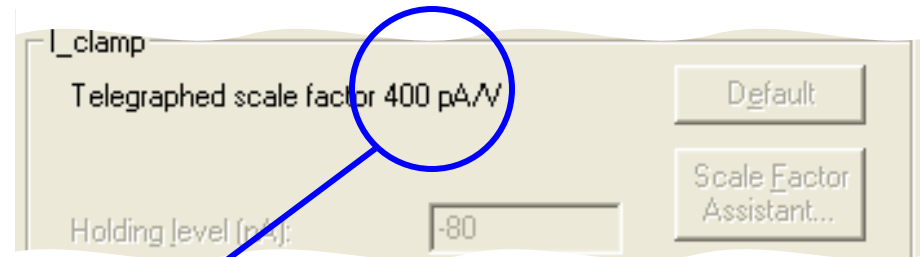 I_clamp
Telegraphed scale factor 400 pA/V
Default
Scale Factor
Assistant...
Holding level (pA):
-80